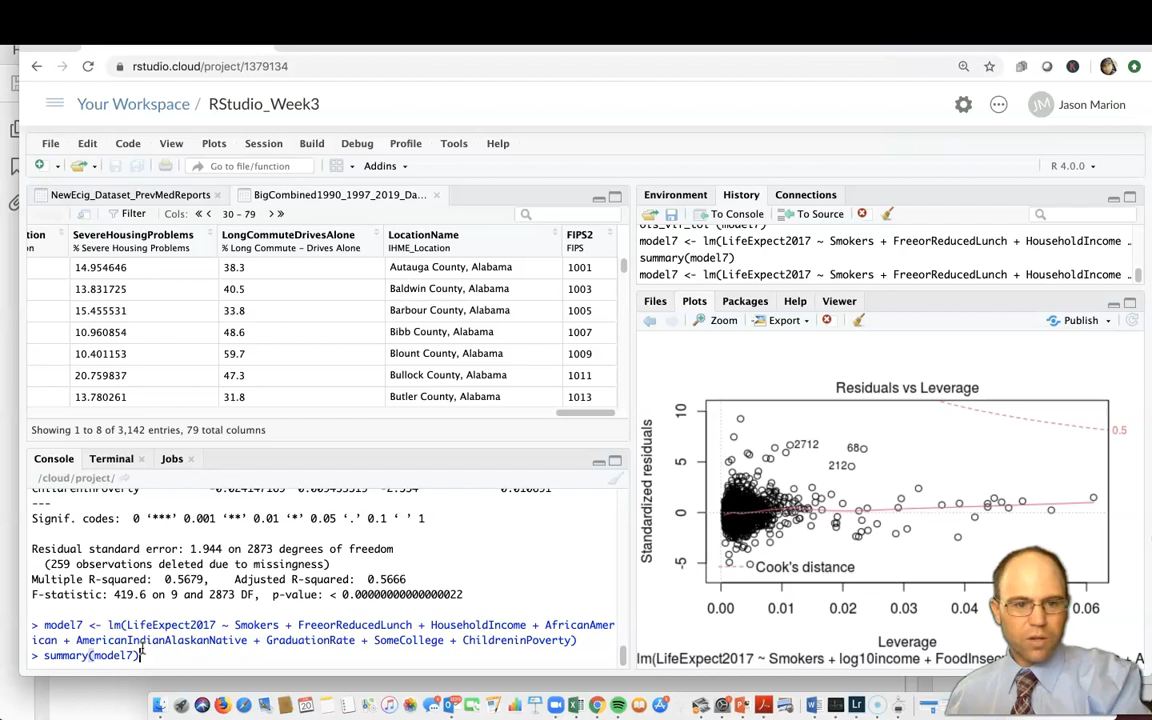 rstudio.cloud/project/1379134
Your Workspace / RStudio_Week3
JM Jason Marion
File Edit Code View Plots Session Build Debug Profile Tools Help
Go to file/function Addins R 4.0.0
NewEcig_Dataset_PrevMedReports BigCombined1990_1997_2019_Da...
Filter Cols: 30 - 79
SevereHousingProblems LongCommuteDrivesAlone LocationName FIPS2
% Severe Housing Problems % Long Commute - Drives Alone IHME_Location FIPS
14.954646 38.3 Autauga County, Alabama 1001
13.831725 40.5 Baldwin County, Alabama 1003
15.455531 33.8 Barbour County, Alabama 1005
10.960854 48.6 Bibb County, Alabama 1007
10.401153 59.7 Blount County, Alabama 1009
20.759837 47.3 Bullock County, Alabama 1011
13.780261 31.8 Butler County, Alabama 1013
Showing 1 to 8 of 3,142 entries, 79 total columns
Console Terminal Jobs
/cloud/project/
---
Signif. codes: 0 ‘***’ 0.001 ‘**’ 0.01 ‘*’ 0.05 ‘.’ 0.1 ‘ ’ 1
Residual standard error: 1.944 on 2873 degrees of freedom
(259 observations deleted due to missingness)
Multiple R-squared: 0.5679, Adjusted R-squared: 0.5666
F-statistic: 419.6 on 9 and 2873 DF, p-value: < 0.00000000000000022
> model7 <- lm(LifeExpect2017 ~ Smokers + FreeorReducedLunch + HouseholdIncome + AfricanAmer
ican + AmericanIndianAlaskanNative + GraduationRate + SomeCollege + ChildreninPoverty)
> summary(model7)
Environment History Connections
To Console To Source
model7 <- lm(LifeExpect2017 ~ Smokers + FreeorReducedLunch + HouseholdIncome ...
summary(model7)
model7 <- lm(LifeExpect2017 ~ Smokers + FreeorReducedLunch + HouseholdIncome ...
Files Plots Packages Help Viewer
Zoom Export Publish
Residuals vs Leverage
Standardized residuals
10
5
0
-5
0.5
2712
68
212
Cook's distance
0.00 0.01 0.02 0.03 0.04 0.05 0.06
Leverage
lm(LifeExpect2017 ~ Smokers + log10income + FoodInsec